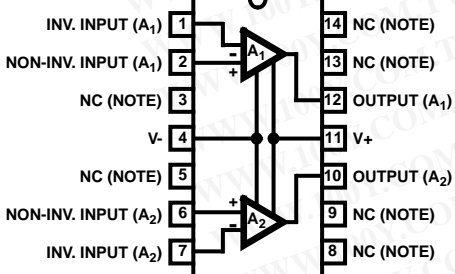 INV. INPUT (A1) 1 14 NC (NOTE)
A1
-
NON-INV. INPUT (A1) 2 13 NC (NOTE)
+
NC (NOTE) 3 12 OUTPUT (A1)
V- 4 11 V+
NC (NOTE) 5 10 OUTPUT (A2)
+
NON-INV. INPUT (A2) 6 9 NC (NOTE)
A2
-
INV. INPUT (A2) 7 8 NC (NOTE)